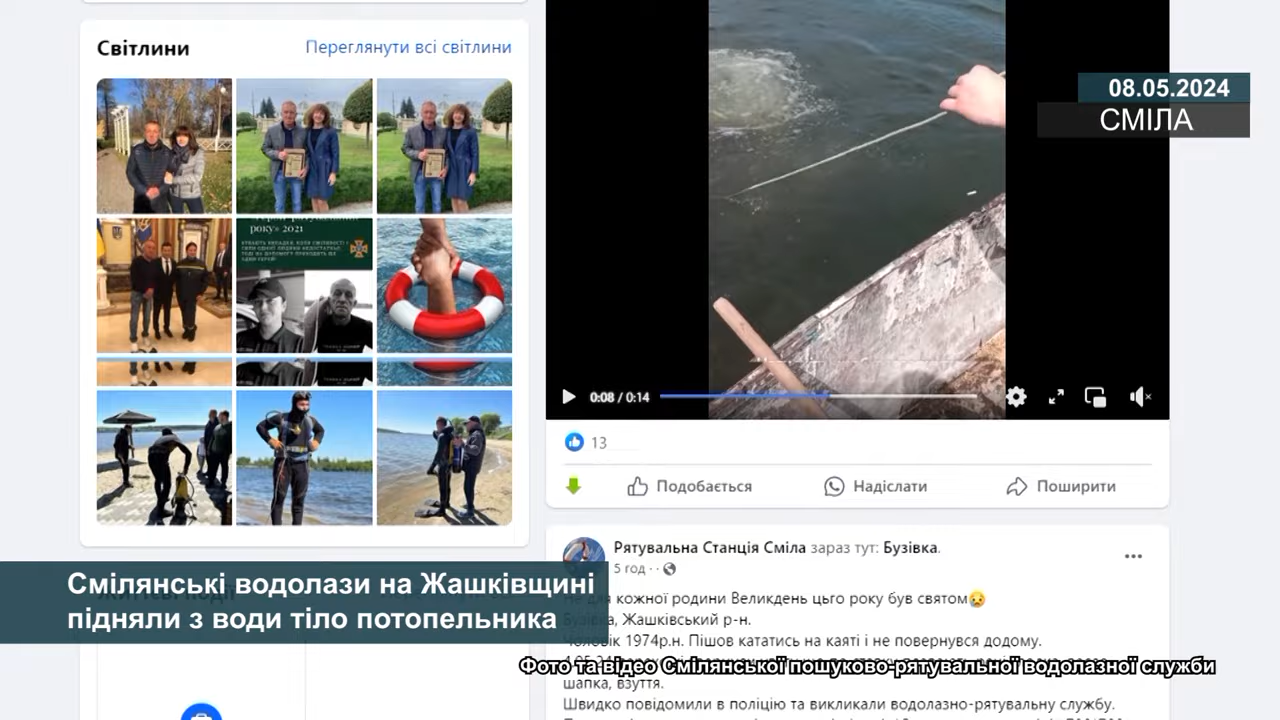 Світлини
Переглянути всі світлини
року» 2021
0:08 / 0:14
08.05.2024
СМІЛА
13
Подобається
Надіслати
Поширити
Рятувальна Станція Сміла зараз тут: Бузівка.
5 год
Смілянські водолази на Жашківщині
підняли з води тіло потопельника
для кожної родини Великдень цього року був святом😥
Бузівка, Жашківський р-н.
Чоловік 1974р.н. Пішов кататись на каяті і не повернувся додому.
Фото та відео Смілянської пошуково-рятувальної водолазної служби
шапка, взуття.
Швидко повідомили в поліцію та викликали водолазно-рятувальну службу.